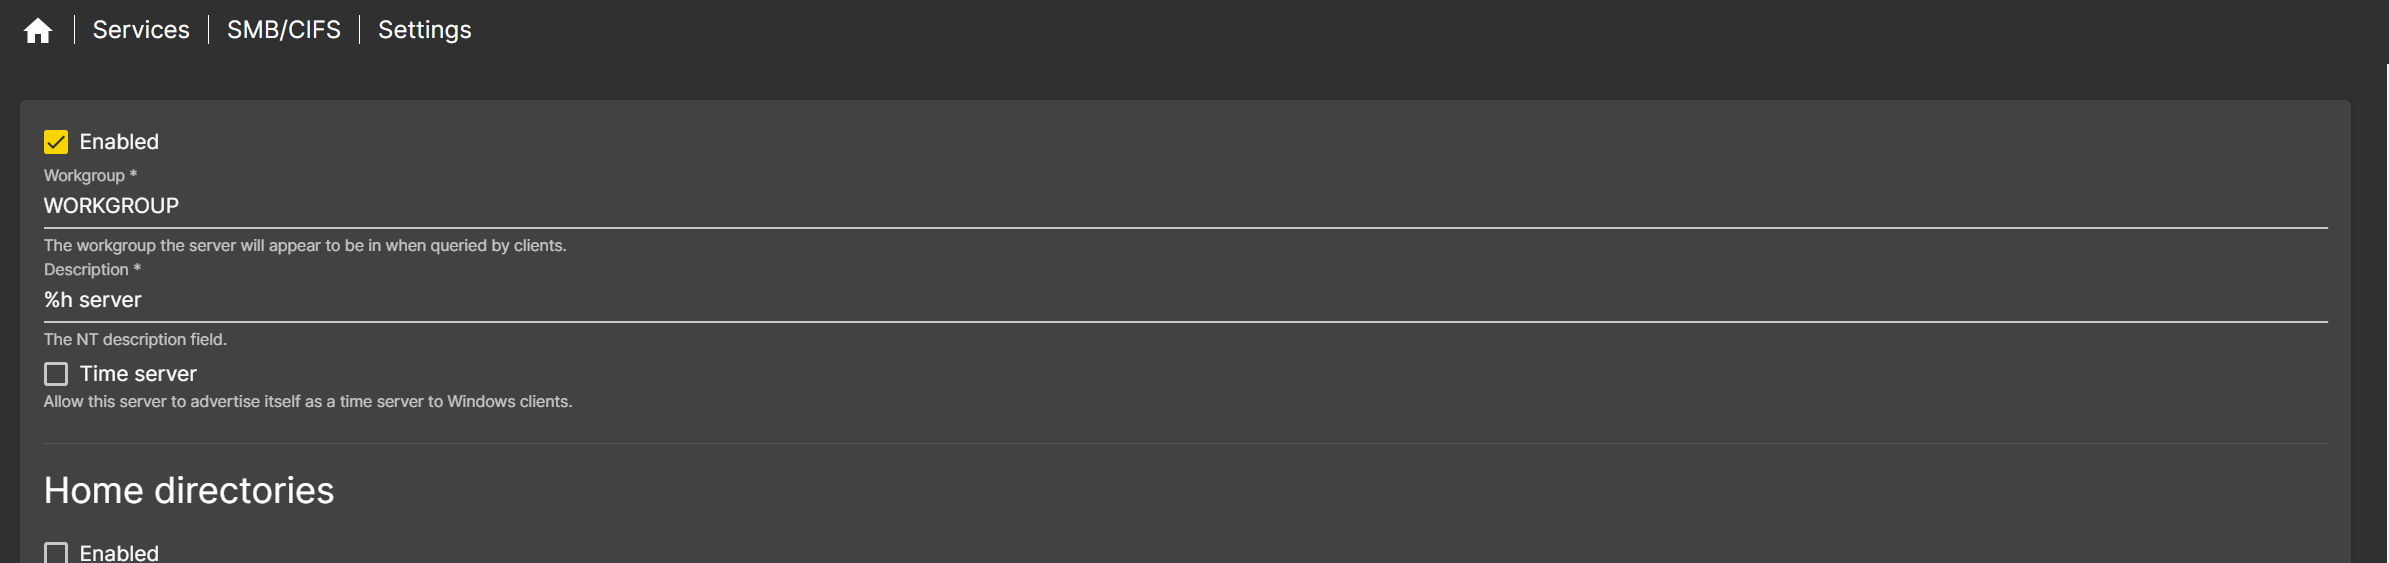 Services | SMB/CIFS | Settings
Enabled
Workgroup *
WORKGROUP
The workgroup the server will appear to be in when queried by clients.
Description *
%h server
The NT description field.
Time server
Allow this server to advertise itself as a time server to Windows clients.
Home directories
Enabled